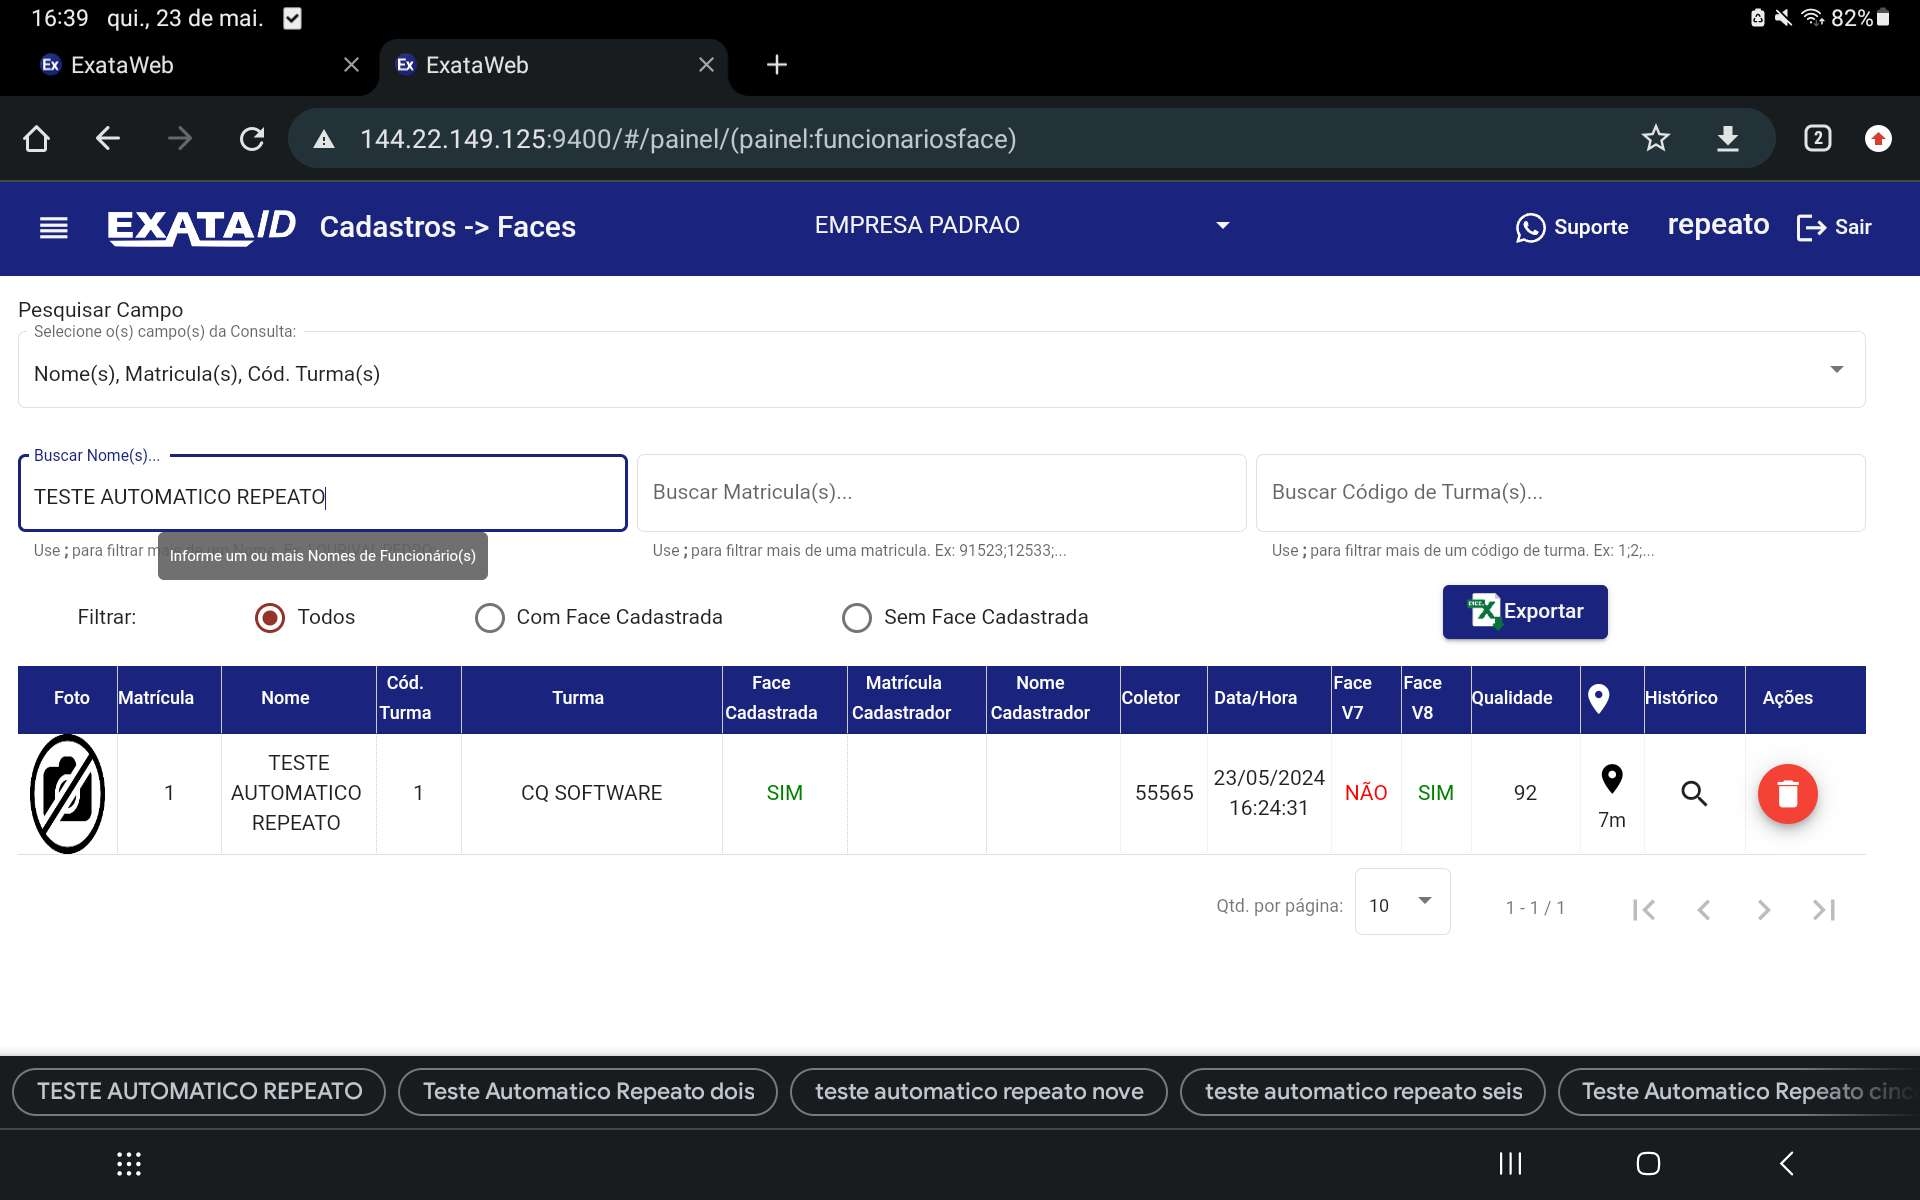 16:39 qui., 23 de mai.
82%
Ex ExataWeb
Ex ExataWeb
144.22.149.125:9400/#/painel/(painel:funcionariosface)
2
EXATA/ID Cadastros -> Faces
EMPRESA PADRAO
Suporte
repeato
Sair
Pesquisar Campo
Selecione o(s) campo(s) da Consulta:
Nome(s), Matricula(s), Cód. Turma(s)
Buscar Nome(s)...
TESTE AUTOMATICO REPEATO
Buscar Matricula(s)...
Buscar Código de Turma(s)...
Use ; para filtrar
Informe um ou mais Nomes de Funcionário(s)
Use ; para filtrar mais de uma matricula. Ex: 91523;12533;...
Use ; para filtrar mais de um código de turma. Ex: 1;2;...
Filtrar:
Todos
Com Face Cadastrada
Sem Face Cadastrada
Exportar
Foto
Matrícula
Nome
Cód. Turma
Turma
Face Cadastrada
Matrícula Cadastrador
Nome Cadastrador
Coletor
Data/Hora
Face V7
Face V8
Qualidade
Histórico
Ações
1
TESTE AUTOMATICO REPEATO
1
CQ SOFTWARE
SIM
55565
23/05/2024 16:24:31
NÃO
SIM
92
7m
Qtd. por página:
10
1 - 1 / 1
TESTE AUTOMATICO REPEATO
Teste Automatico Repeato dois
teste automatico repeato nove
teste automatico repeato seis
Teste Automatico Repeato cinc